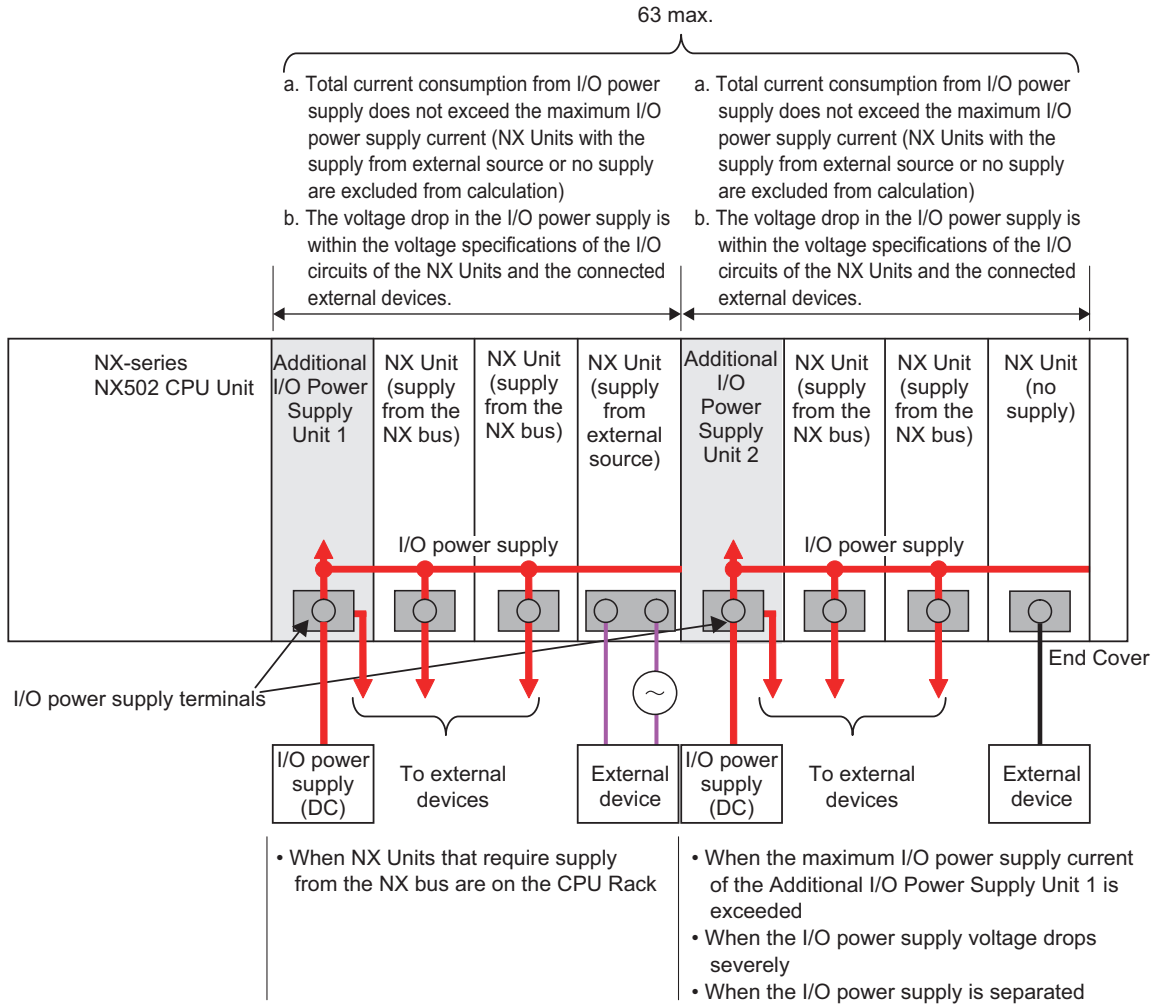 63 max.
a. Total current consumption from I/O power
supply does not exceed the maximum I/O
power supply current (NX Units with the
supply from external source or no supply
are excluded from calculation)
b. The voltage drop in the I/O power supply is
within the voltage specifications of the I/O
circuits of the NX Units and the connected
external devices.
a. Total current consumption from I/O power
supply does not exceed the maximum I/O
power supply current (NX Units with the
supply from external source or no supply
are excluded from calculation)
b. The voltage drop in the I/O power supply is
within the voltage specifications of the I/O
circuits of the NX Units and the connected
external devices.
NX-series
NX502 CPU Unit
Additional
I/O Power
Supply
Unit 1
NX Unit
(supply
from the
NX bus)
NX Unit
(supply
from the
NX bus)
NX Unit
(supply
from
external
source)
Additional
I/O
Power
Supply
Unit 2
NX Unit
(supply
from the
NX bus)
NX Unit
(supply
from the
NX bus)
NX Unit
(no
supply)
I/O power supply
I/O power supply
End Cover
I/O power supply terminals
I/O power
supply
(DC)
To external
devices
External
device
I/O power
supply
(DC)
To external
devices
External
device
• When NX Units that require supply
from the NX bus are on the CPU Rack
• When the maximum I/O power supply current
of the Additional I/O Power Supply Unit 1 is
exceeded
• When the I/O power supply voltage drops
severely
• When the I/O power supply is separated